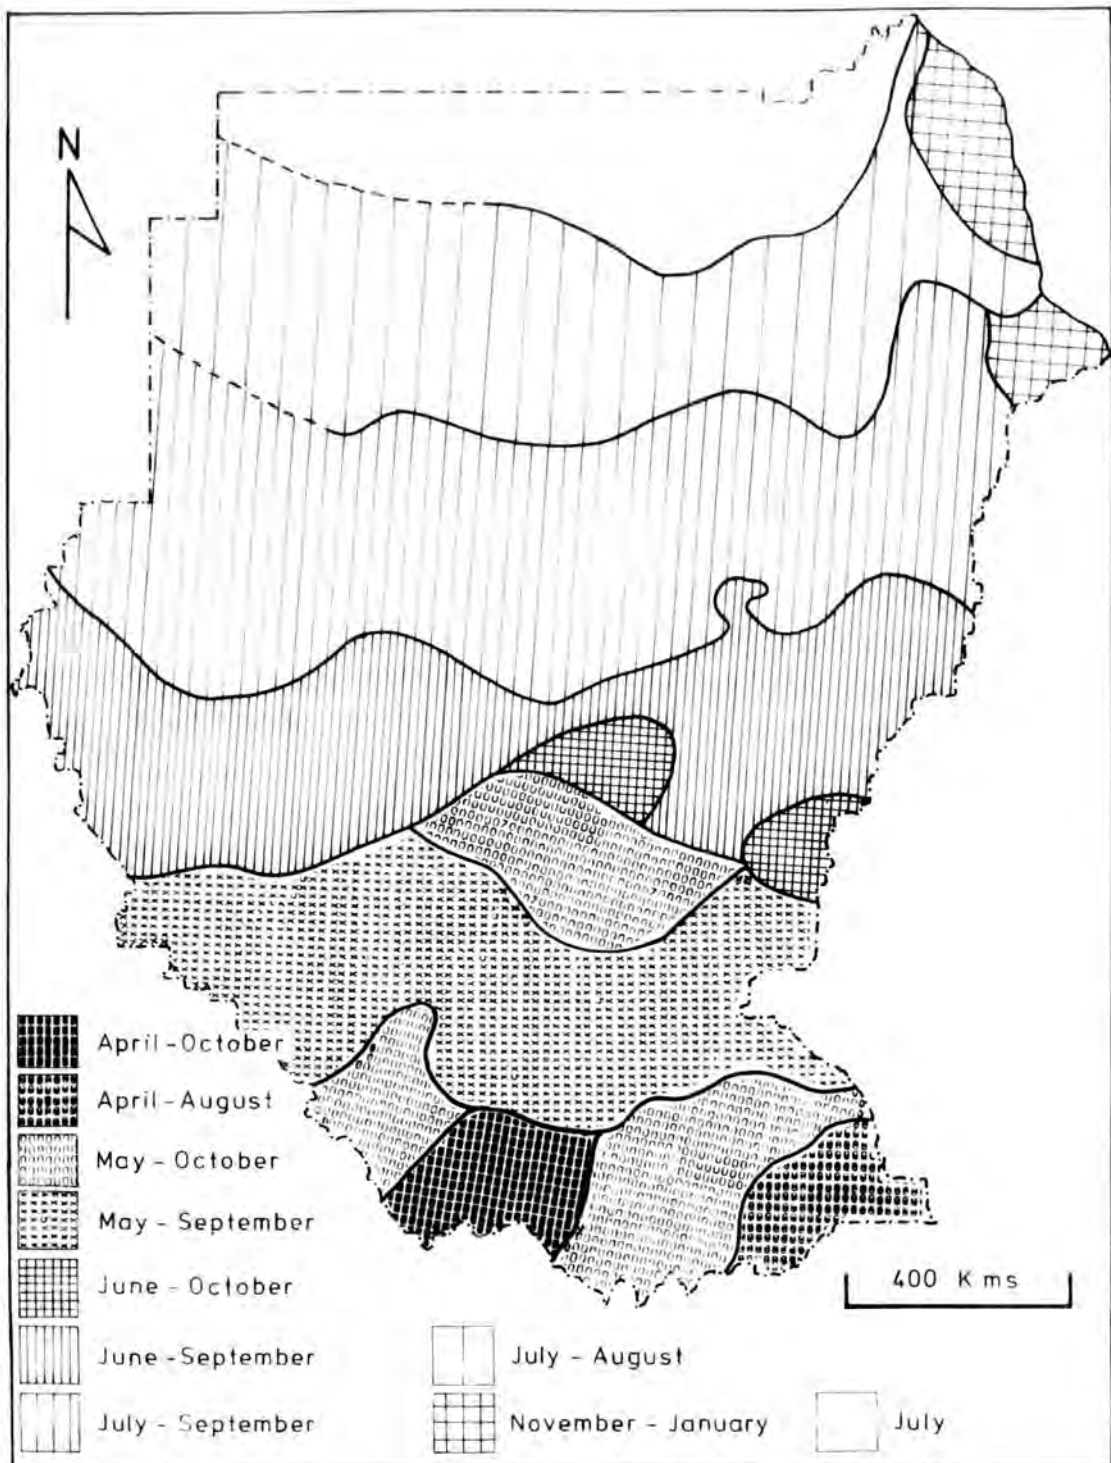 N
April - October
April - August
May - October
May - September
June - October
June - September
July - September
400 Kms
July - August
November - January
July